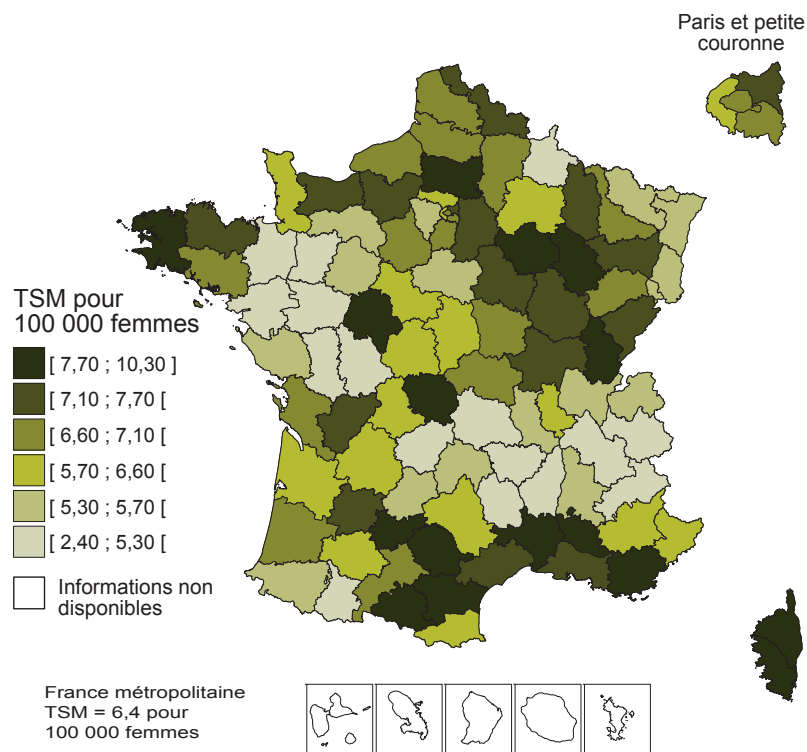 Paris et petite
couronne
TSM pour
100 000 femmes
[ 7,70 ; 10,30 ]
[ 7,10 ; 7,70 [
[ 6,60 ; 7,10 [
[ 5,70 ; 6,60 [
[ 5,30 ; 5,70 [
[ 2,40 ; 5,30 [
Informations non
disponibles
France métropolitaine
TSM = 6,4 pour
100 000 femmes